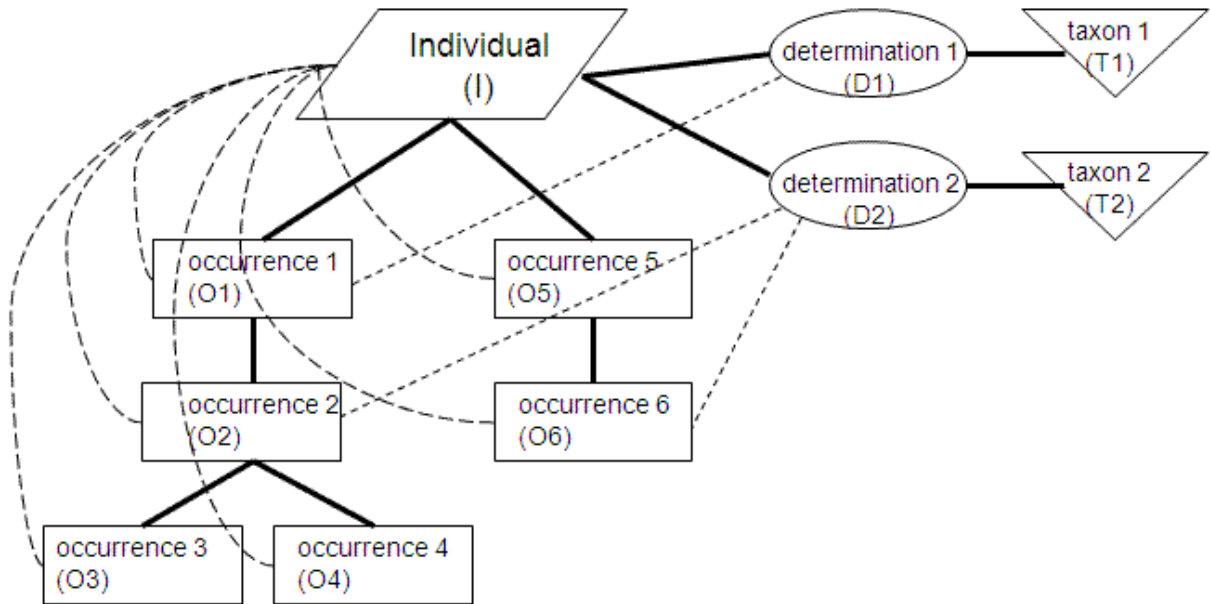 Individual
(I)
determination 1
(D1)
taxon 1
(T1)
determination 2
(D2)
taxon 2
(T2)
occurrence 1
(O1)
occurrence 5
(O5)
occurrence 2
(O2)
occurrence 6
(O6)
occurrence 3
(O3)
occurrence 4
(O4)